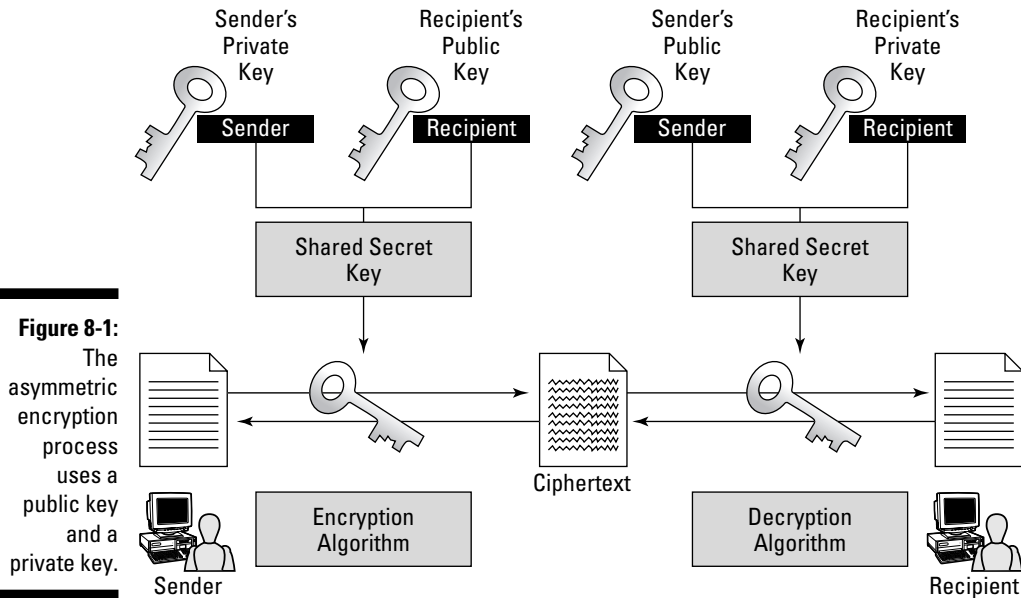 Sender's
Private
Key
Recipient's
Public
Key
Sender's
Public
Key
Recipient's
Private
Key
Sender
Recipient
Sender
Recipient
Shared Secret
Key
Shared Secret
Key
Figure 8-1:
The
asymmetric
encryption
process
uses a
public key
and a
private key.
Ciphertext
Encryption
Algorithm
Decryption
Algorithm
Sender
Recipient